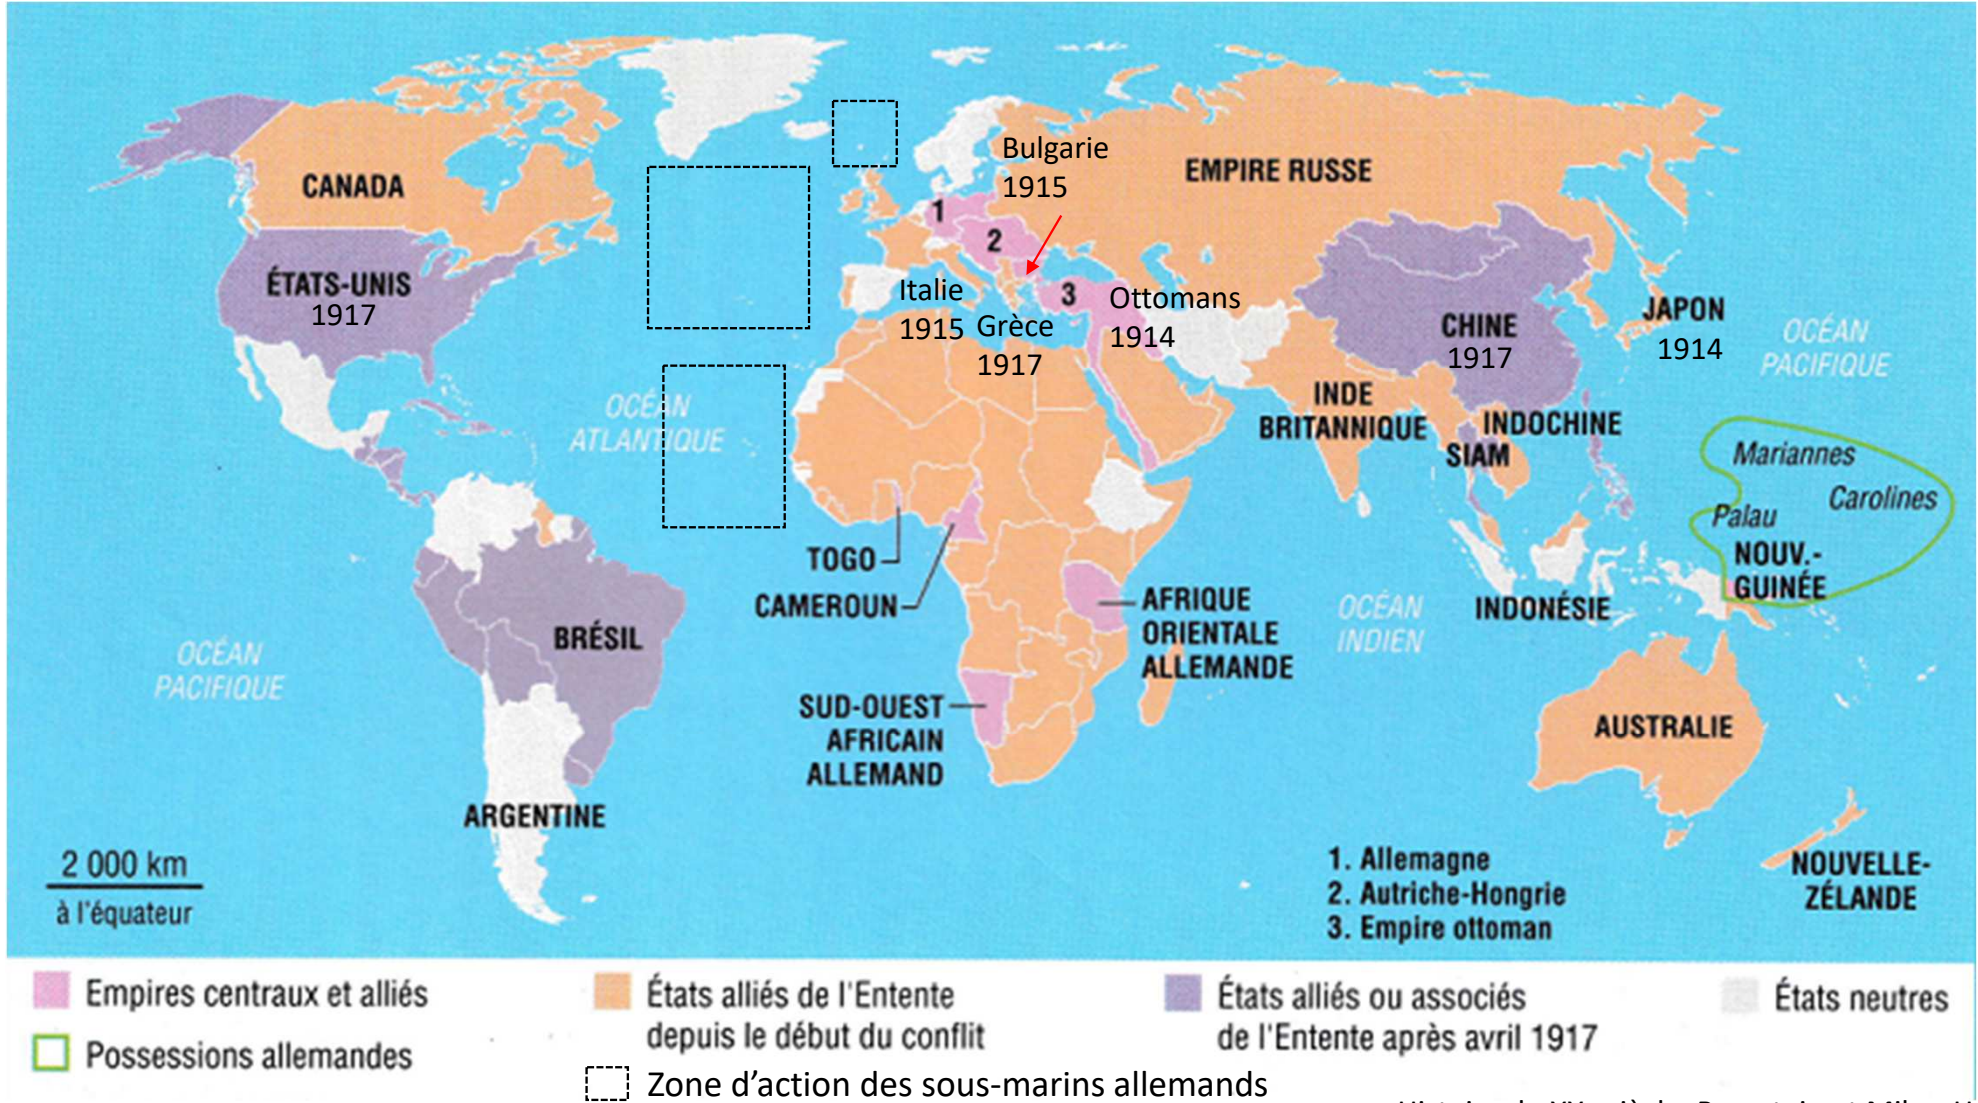 CANADA
ÉTATS-UNIS
1917
OCÉAN
ATLANTIQUE
OCÉAN
PACIFIQUE
BRÉSIL
ARGENTINE
2 000 km
à l'équateur
Bulgarie
1915
EMPIRE RUSSE
1
2
3
Italie
1915
Grèce
1917
Ottomans
1914
CHINE
1917
JAPON
1914
OCÉAN
PACIFIQUE
INDE
BRITANNIQUE
INDOCHINE
SIAM
Mariannes
Carolines
Palau
NOUV.-
GUINÉE
INDONÉSIE
OCÉAN
INDIEN
TOGO
CAMEROUN
AFRIQUE
ORIENTALE
ALLEMANDE
SUD-OUEST
AFRICAIN
ALLEMAND
AUSTRALIE
NOUVELLE-
ZÉLANDE
1. Allemagne
2. Autriche-Hongrie
3. Empire ottoman
Empires centraux et alliés
Possessions allemandes
États alliés de l'Entente
depuis le début du conflit
États alliés ou associés
de l'Entente après avril 1917
États neutres
Zone d'action des sous-marins allemands